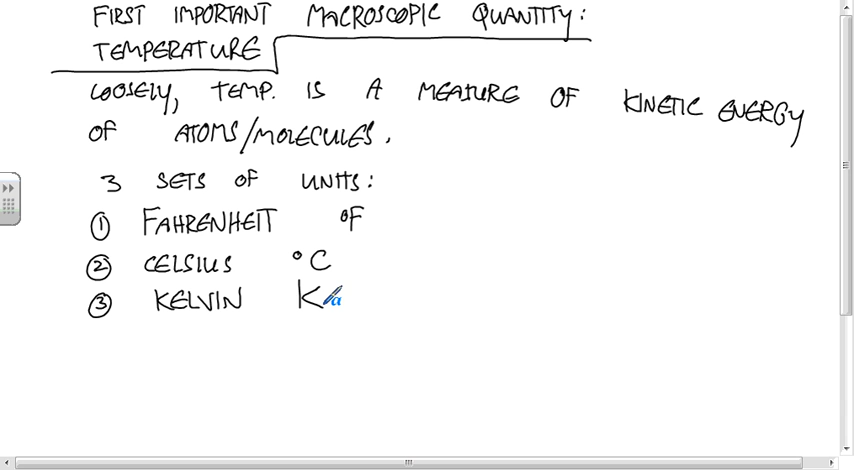 FIRST IMPORTANT MACROSCOPIC QUANTITY:
TEMPERATURE
LOOSELY, TEMP. IS A MEASURE OF KINETIC ENERGY
OF ATOMS/MOLECULES.
3 SETS OF UNITS:
① FAHRENHEIT °F
② CELSIUS °C
③ KELVIN K